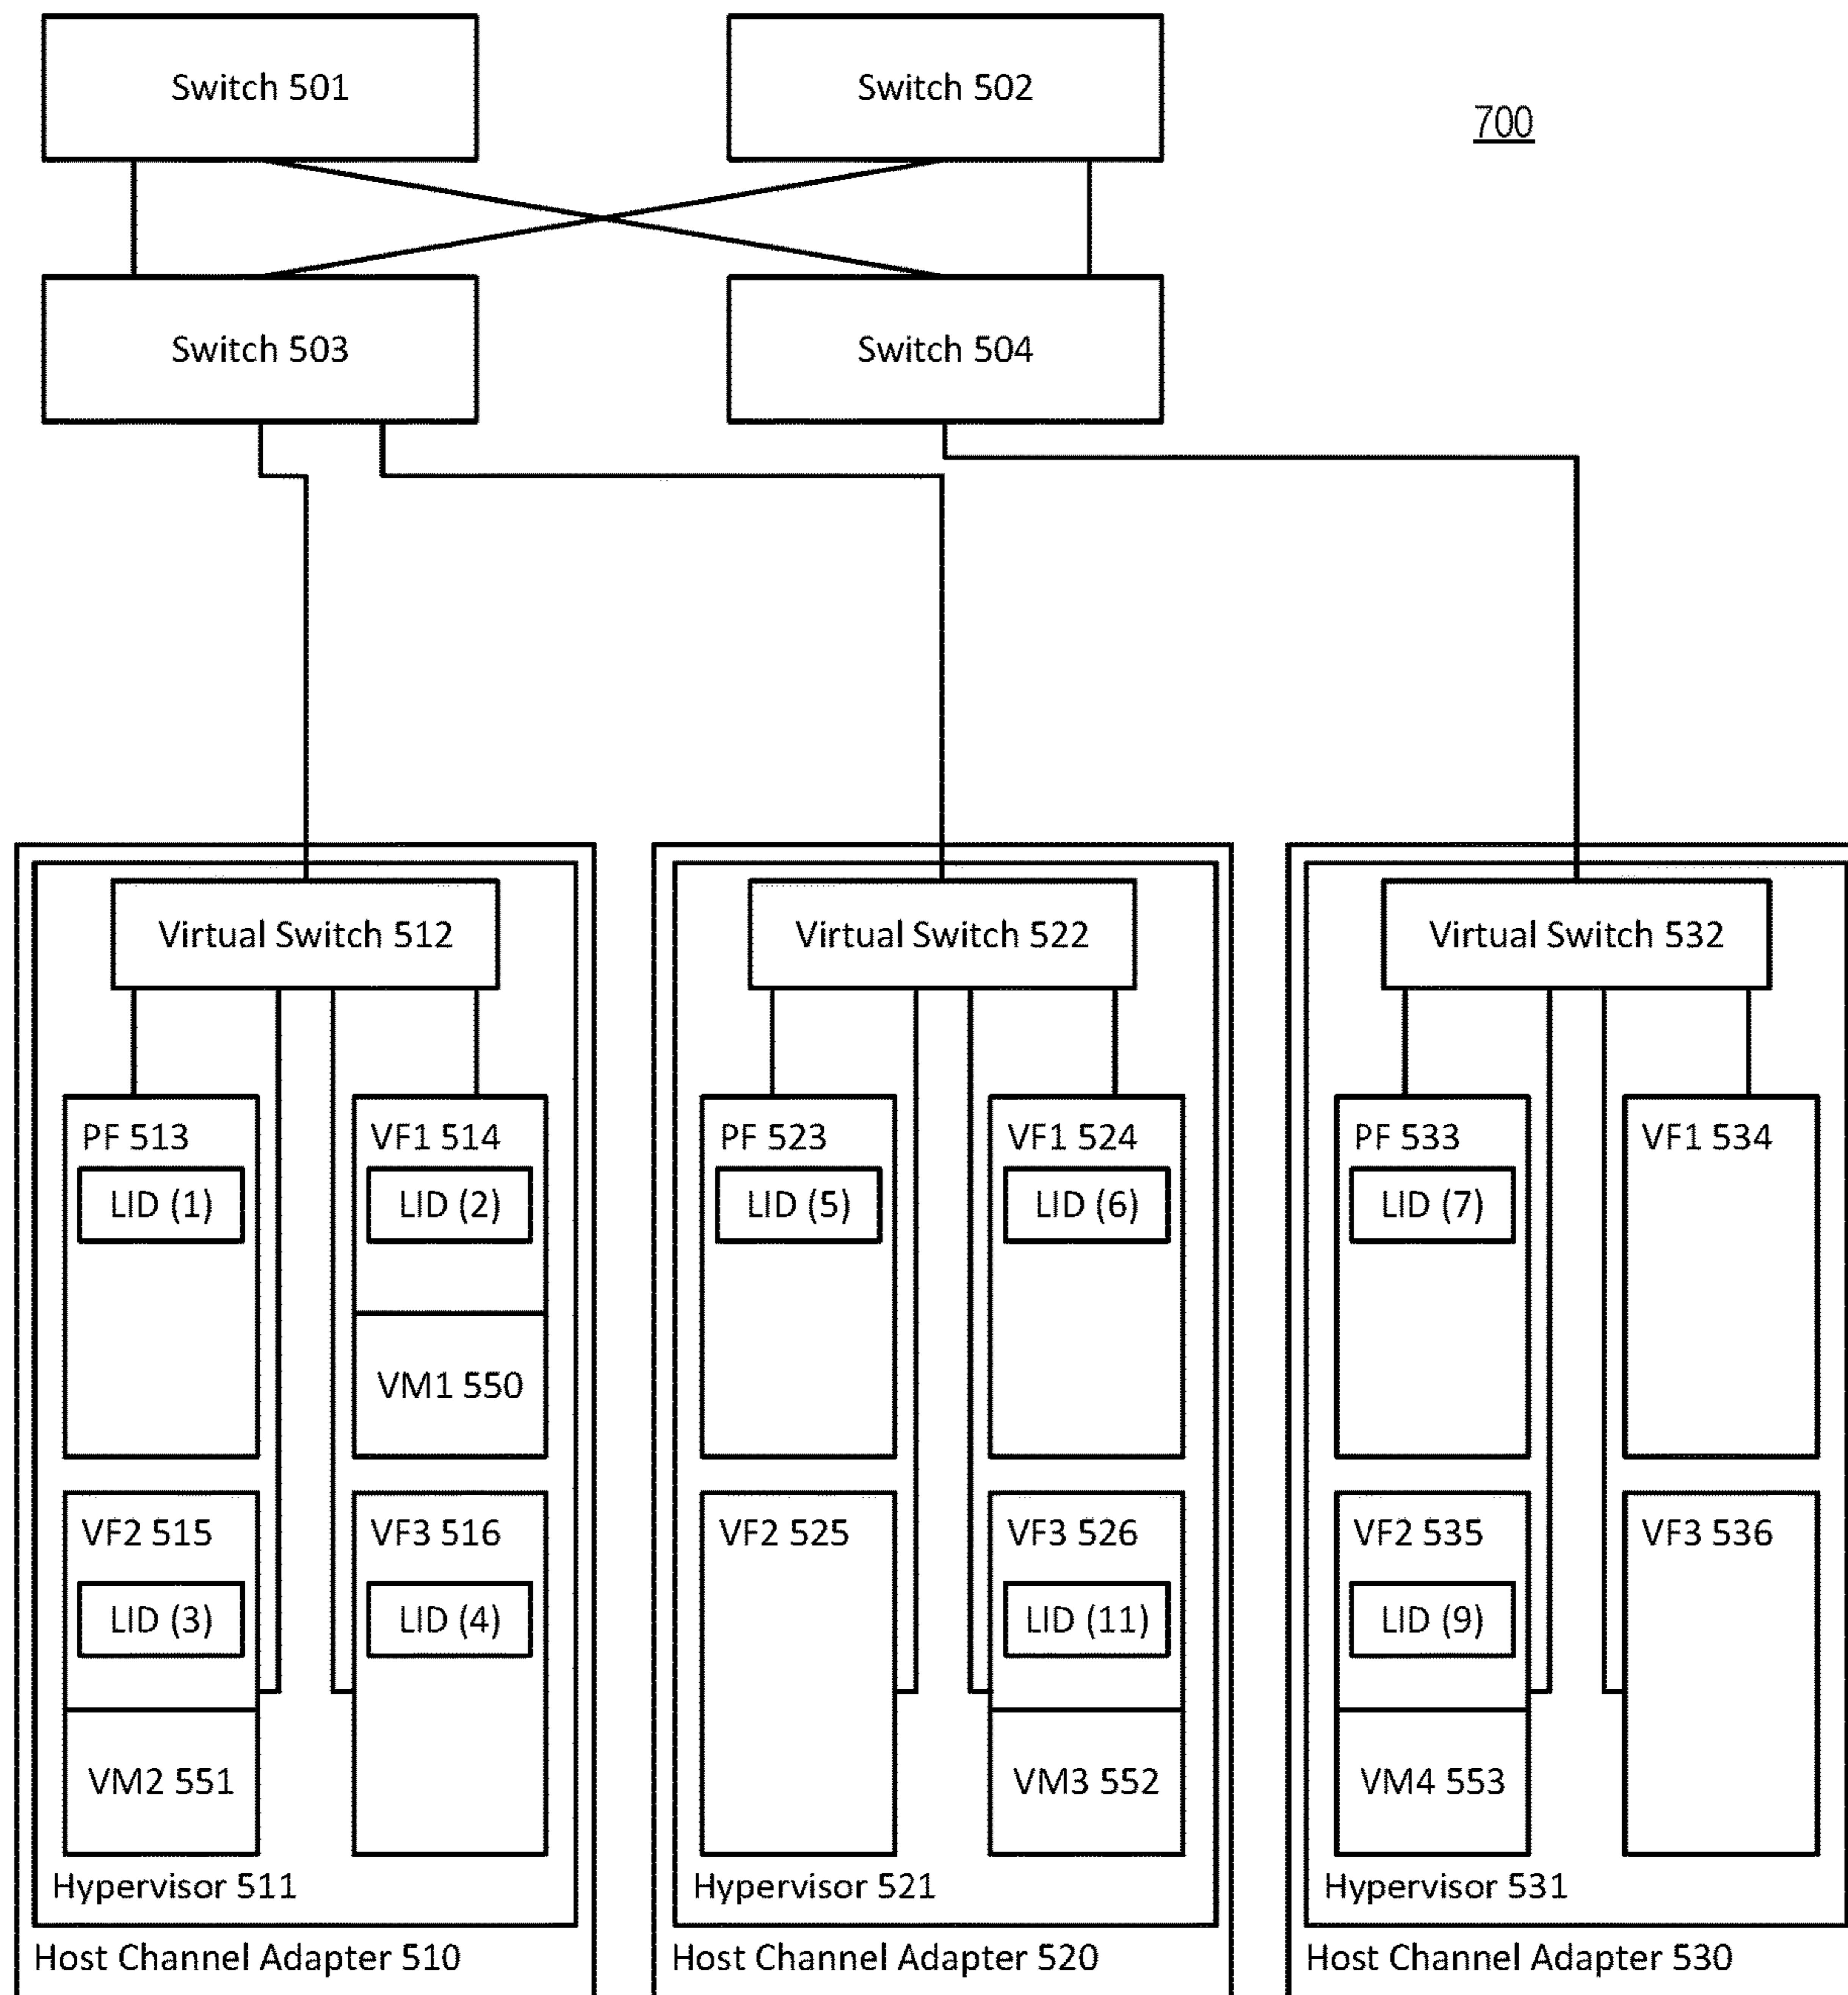 Switch 501
Switch 502
700
Switch 503
Switch 504
Virtual Switch 512
Virtual Switch 522
Virtual Switch 532
PF 513
LID (1)
VF1 514
LID (2)
VM1 550
PF 523
LID (5)
VF1 524
LID (6)
PF 533
LID (7)
VF1 534
VF2 515
LID (3)
VM2 551
VF3 516
LID (4)
VF2 525
VF3 526
LID (11)
VM3 552
VF2 535
LID (9)
VM4 553
VF3 536
Hypervisor 511
Hypervisor 521
Hypervisor 531
Host Channel Adapter 510
Host Channel Adapter 520
Host Channel Adapter 530